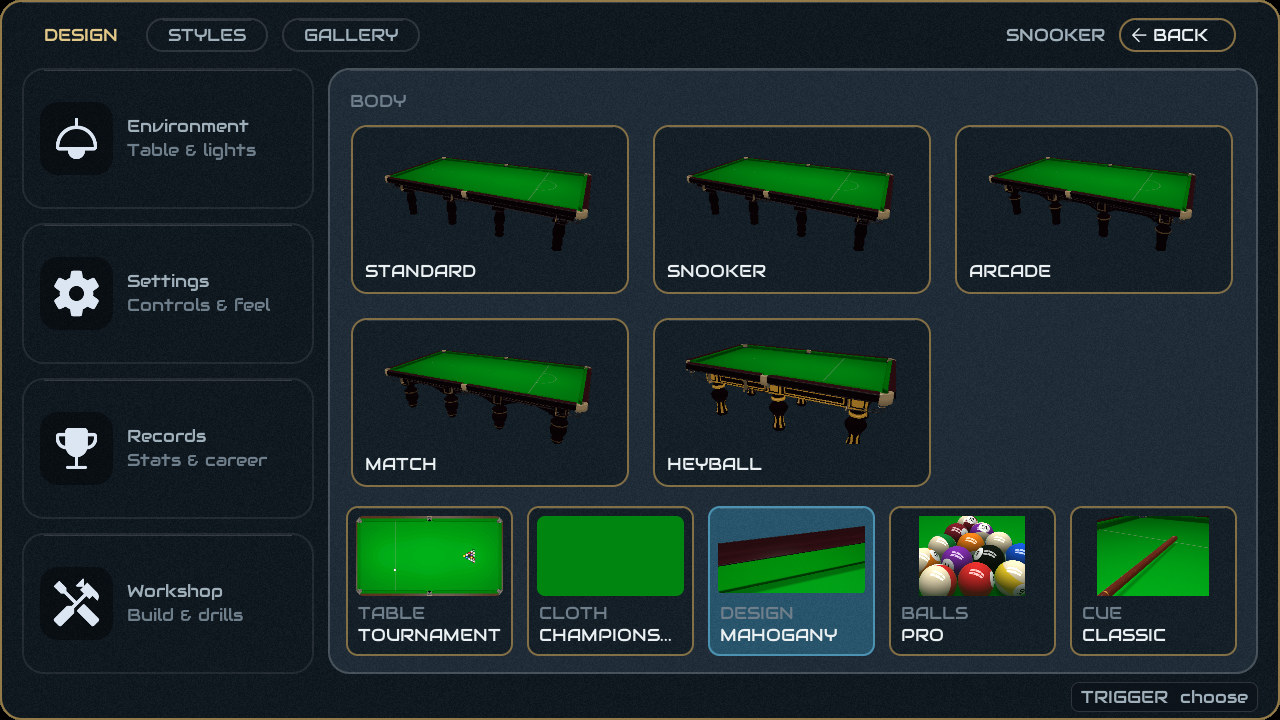 DESIGN
STYLES
GALLERY
SNOOKER
← BACK
Environment
Table & lights
Settings
Controls & feel
Records
Stats & career
Workshop
Build & drills
BODY
STANDARD
SNOOKER
ARCADE
MATCH
HEYBALL
TABLE
TOURNAMENT
CLOTH
CHAMPIONS...
DESIGN
MAHOGANY
BALLS
PRO
CUE
CLASSIC
TRIGGER choose